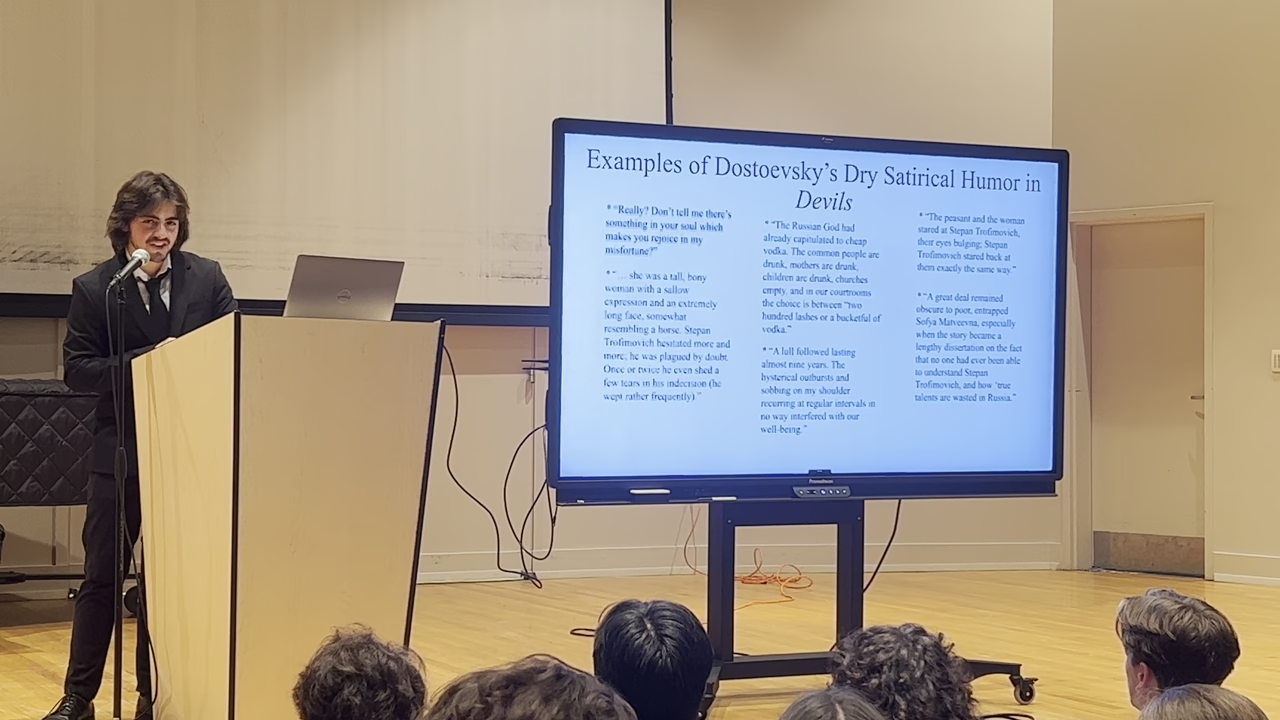 Examples of Dostoevsky's Dry Satirical Humor in
Devils
* "Really? Don't tell me there's
something in your soul which
makes you rejoice in my
misfortune?"
* "… she was a tall, bony
woman with a sallow
expression and an extremely
long face, somewhat
resembling a horse. Stepan
Trofimovich hesitated more and
more; he was plagued by doubt.
Once or twice he even shed a
few tears in his indecision (he
wept rather frequently)."
* "The Russian God had
already capitulated to cheap
vodka. The common people are
drunk, mothers are drunk,
children are drunk, churches
empty, and in our courtrooms
the choice is between "two
hundred lashes or a bucketful of
vodka."
* "A lull followed lasting
almost nine years. The
hysterical outbursts and
sobbing on my shoulder
recurring at regular intervals in
no way interfered with our
well-being."
* "The peasant and the woman
stared at Stepan Trofimovich,
their eyes bulging; Stepan
Trofimovich stared back at
them exactly the same way."
* "A great deal remained
obscure to poor, entrapped
Sofya Matveevna, especially
when the story became a
lengthy dissertation on the fact
that no one had ever been able
to understand Stepan
Trofimovich, and how "true
talents are wasted in Russia."
Promethean
DELL